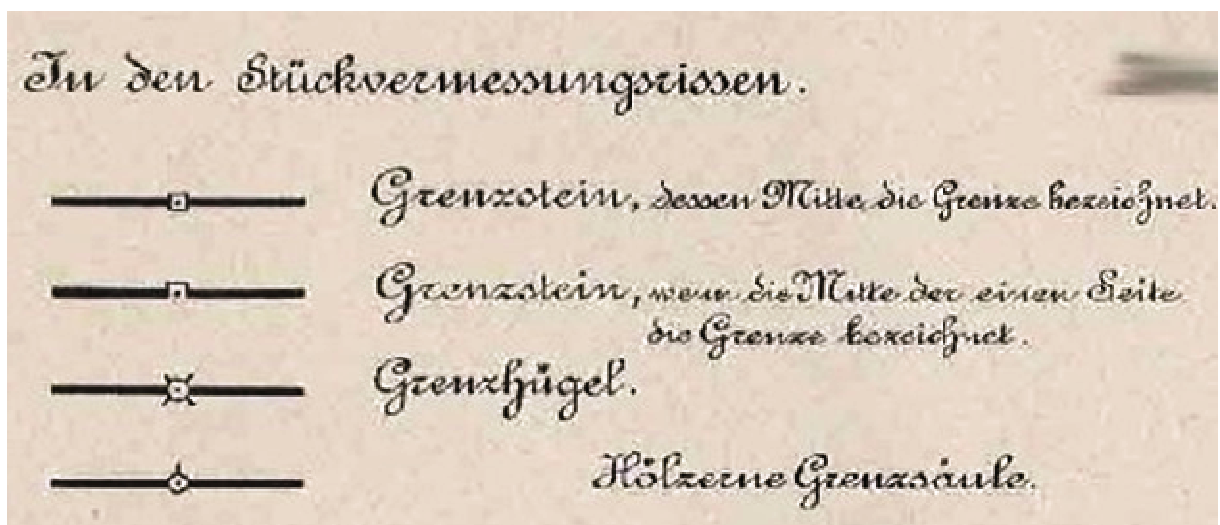 In den Stückvermessungsrissen.
Grenzstein, dessen Mitte die Grenze bezeichnet.
Grenzstein, wenn die Mitte der einen Seite
die Grenze bezeichnet.
Grenzhügel.
Hölzerne Grenzsäule.